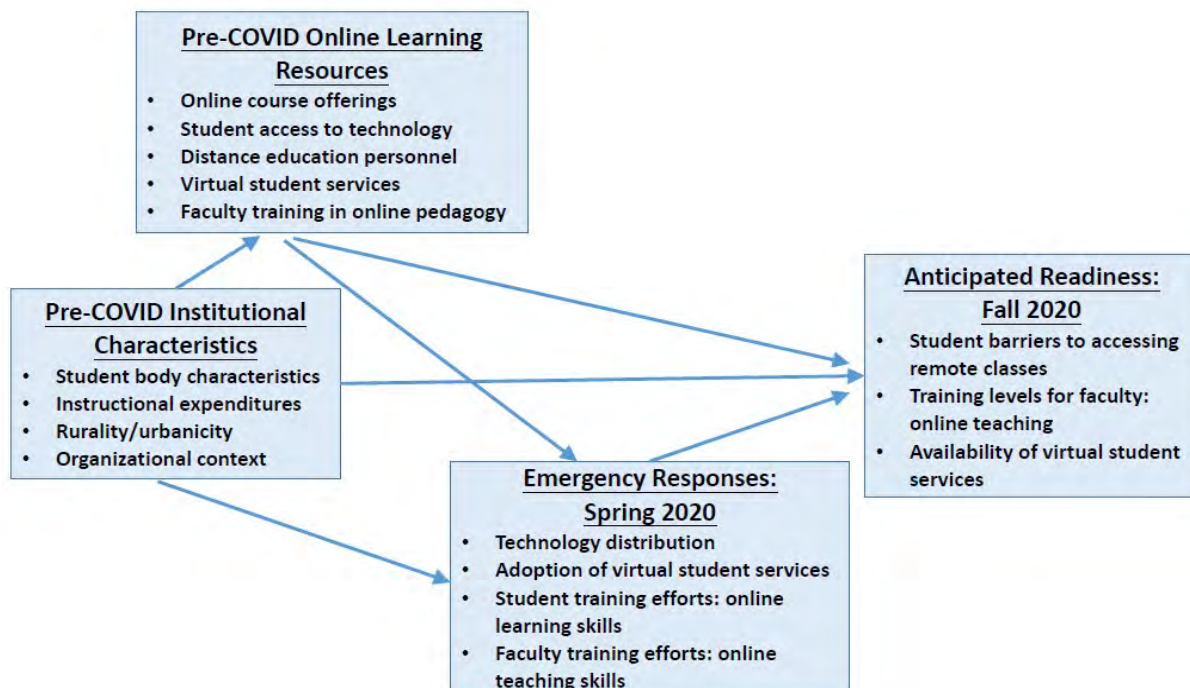 Pre-COVID Online Learning
Resources
• Online course offerings
• Student access to technology
• Distance education personnel
• Virtual student services
• Faculty training in online pedagogy
Pre-COVID Institutional
Characteristics
• Student body characteristics
• Instructional expenditures
• Rurality/urbanicity
• Organizational context
Emergency Responses:
Spring 2020
• Technology distribution
• Adoption of virtual student services
• Student training efforts: online
learning skills
• Faculty training efforts: online
teaching skills
Anticipated Readiness:
Fall 2020
• Student barriers to accessing
remote classes
• Training levels for faculty:
online teaching
• Availability of virtual student
services